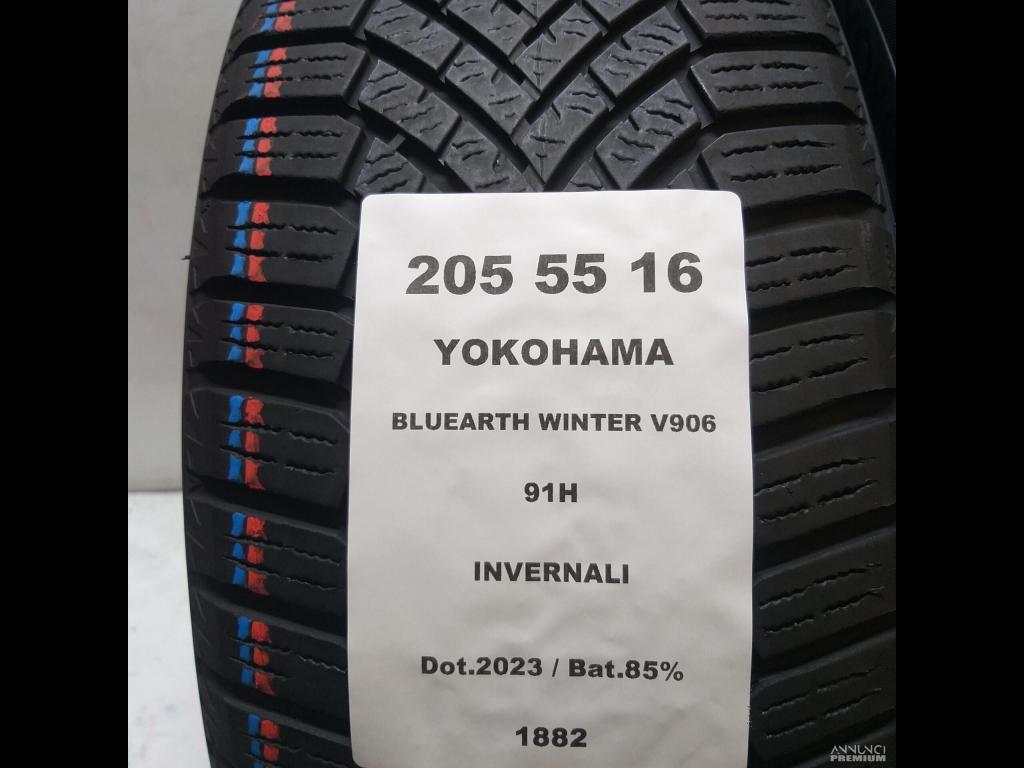 205 55 16
YOKOHAMA
BLUEARTH WINTER V906
91H
INVERNALI
Dot.2023 / Bat.85%
1882
ANNUNCI
PREMIUM